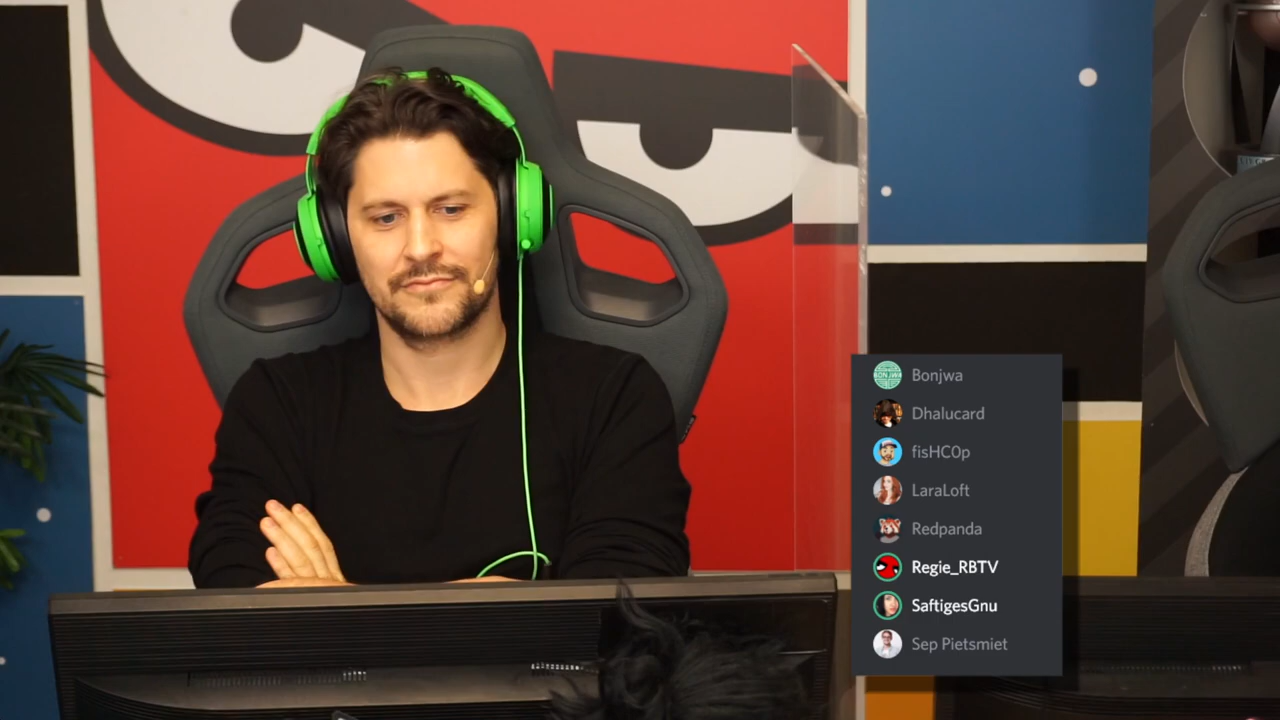 Bonjwa
Dhalucard
fisHC0p
LaraLoft
Redpanda
Regie_RBTV
SaftigesGnu
Sep Pietsmiet